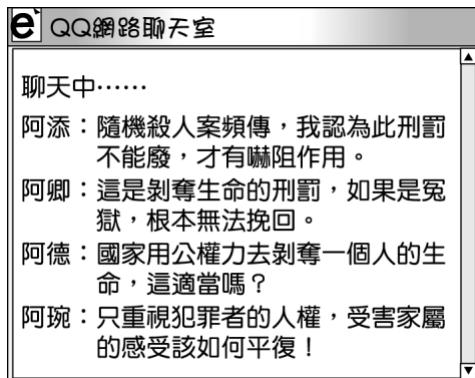 e QQ網路聊天室
聊天中……
阿添：隨機殺人案頻傳，我認為此刑罰
不能廢，才有嚇阻作用。
阿卿：這是剝奪生命的刑罰，如果是冤
獄，根本無法挽回。
阿德：國家用公權力去剝奪一個人的生
命，這適當嗎？
阿琬：只重視犯罪者的人權，受害家屬
的感受該如何平復！